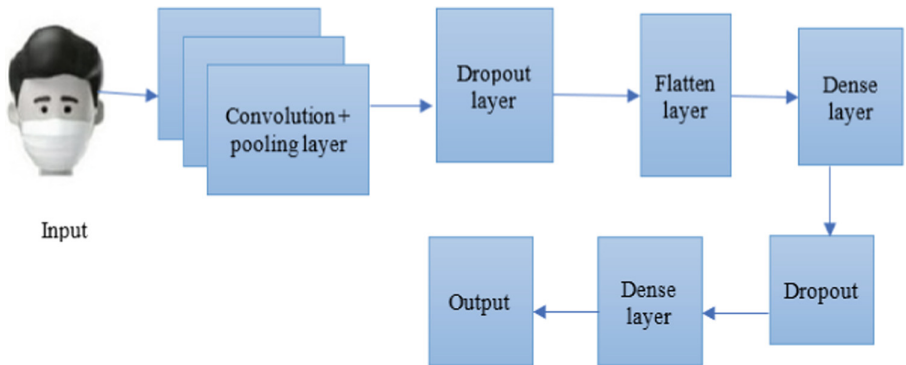 Input
Convolution +
pooling layer
Dropout
layer
Flatten
layer
Dense
layer
Dropout
Dense
layer
Output